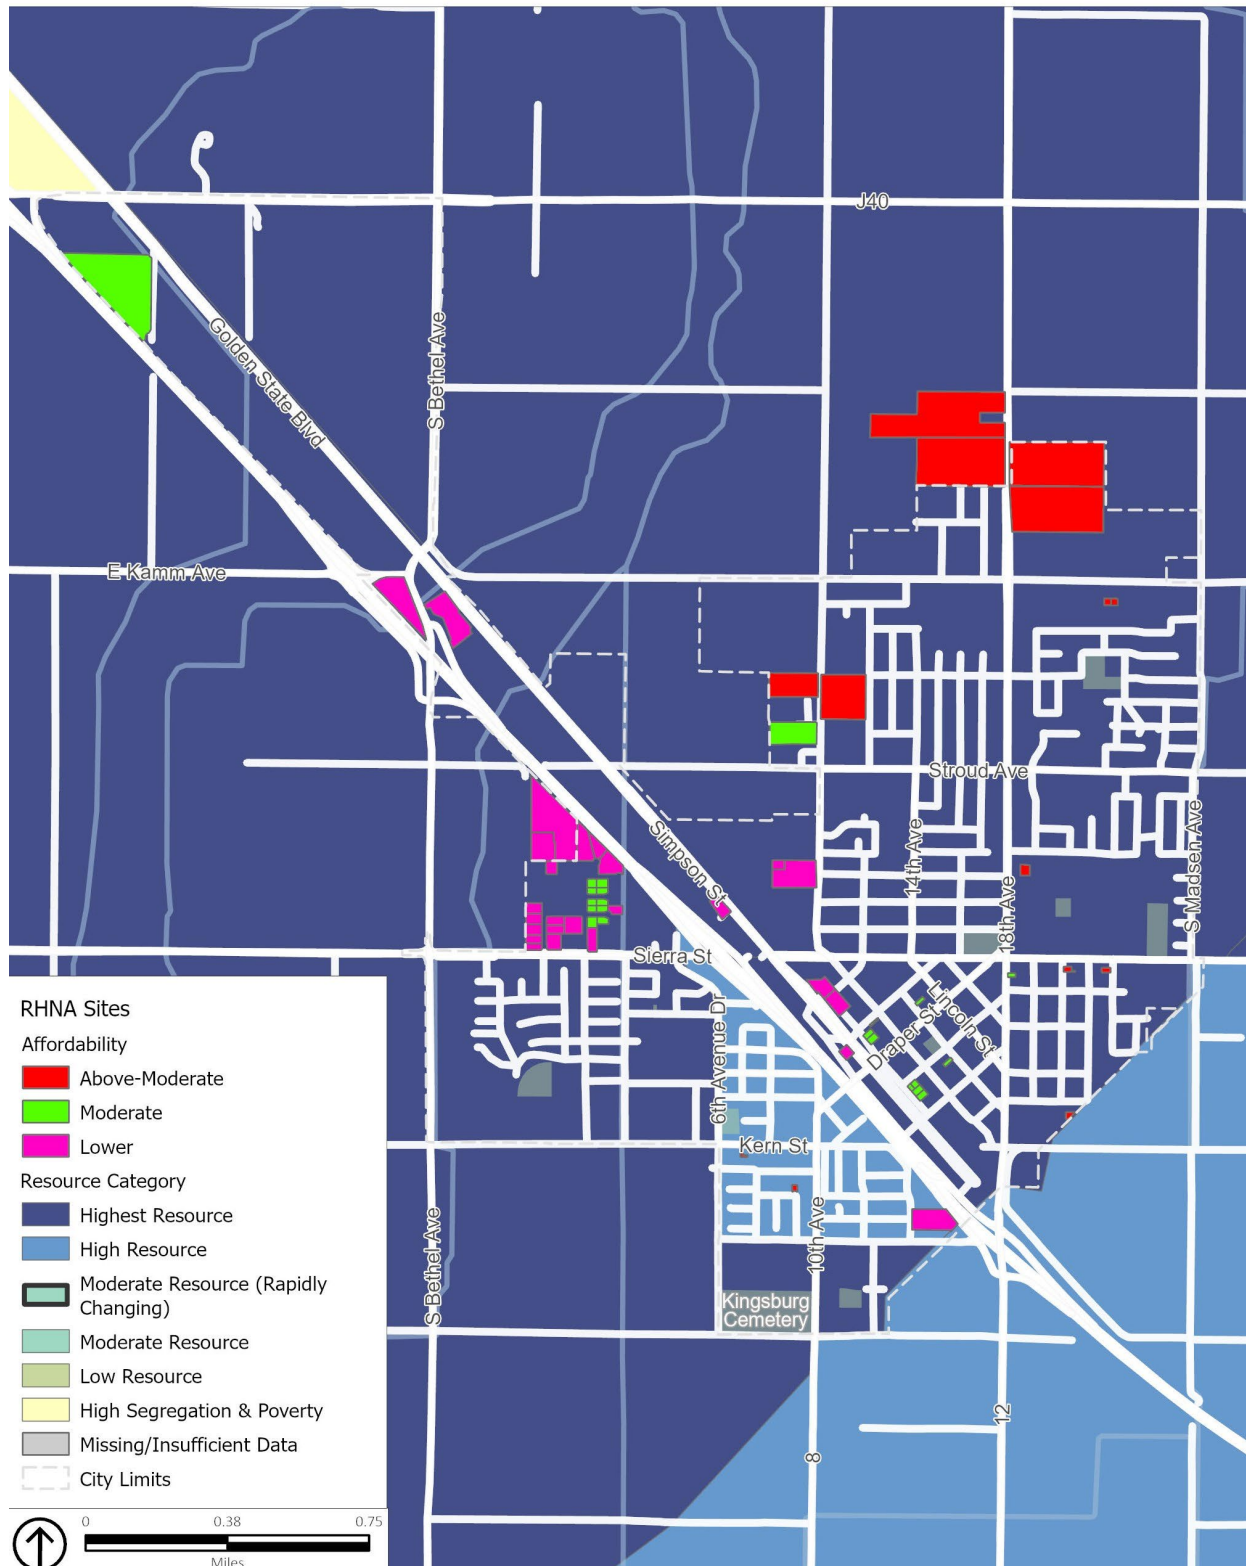 J40
Golden State Blvd
S Bethel Ave
E Kamm Ave
Stroud Ave
Simpson St
14th Ave
18th Ave
S Madsen Ave
Sierra St
Lincoln St
Draper St
6th Avenue Dr
Kern St
10th Ave
S Bethel Ave
Kingsburg
Cemetery
12
8
RHNA Sites
Affordability
Above-Moderate
Moderate
Lower
Resource Category
Highest Resource
High Resource
Moderate Resource (Rapidly
Changing)
Moderate Resource
Low Resource
High Segregation & Poverty
Missing/Insufficient Data
City Limits
0 0.38 0.75
Miles